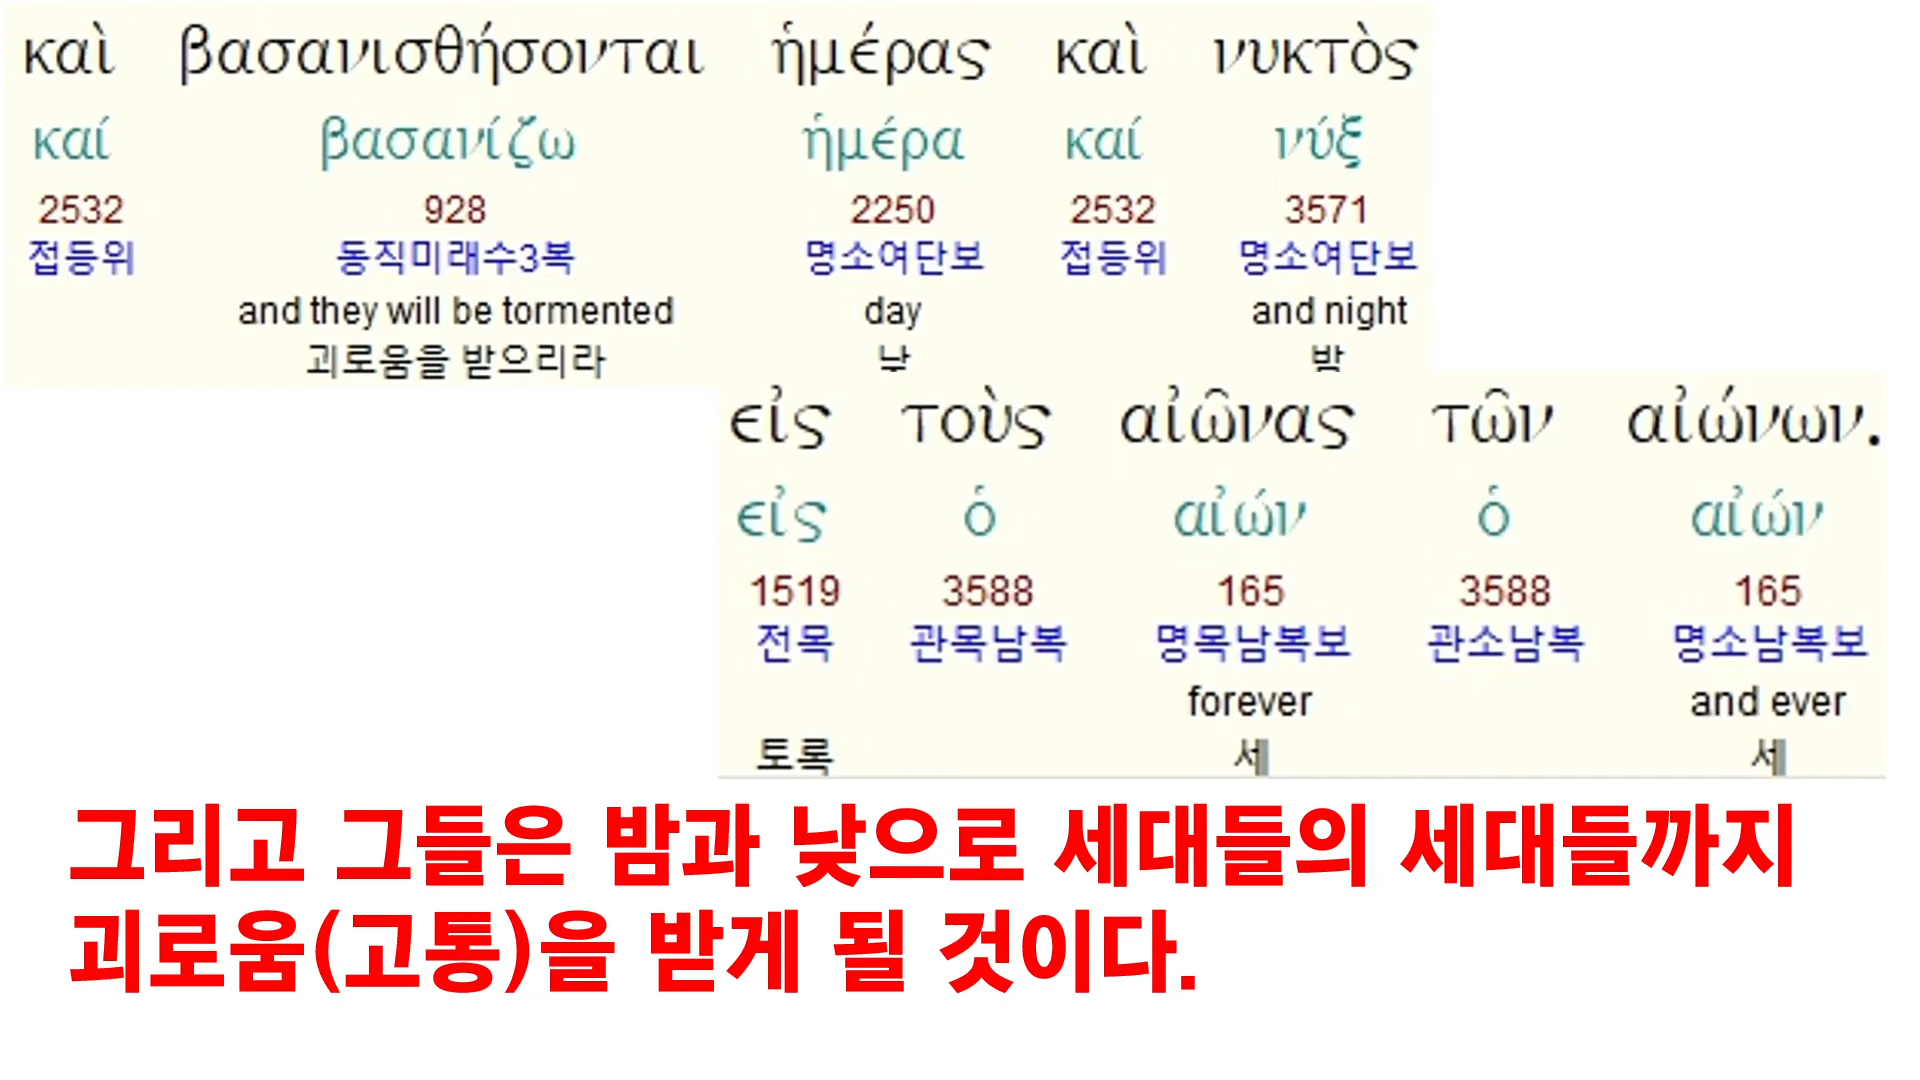 καὶ βασανισθήσονται ἡμέρας καὶ νυκτὸς
καί βασανίζω ἡμέρα καί νύξ
2532 928 2250 2532 3571
접등위 동직미래수3복 명소여단보 접등위 명소여단보
and they will be tormented day and night
괴로움을 받으리라 낮 밤
εἰς τοὺς αἰῶνας τῶν αἰώνων.
εἰς ὁ αἰών ὁ αἰών
1519 3588 165 3588 165
전목 관목남복 명목남복보 관소남복 명소남복보
forever and ever
토록 세 세
그리고 그들은 밤과 낮으로 세대들의 세대들까지
괴로움(고통)을 받게 될 것이다.